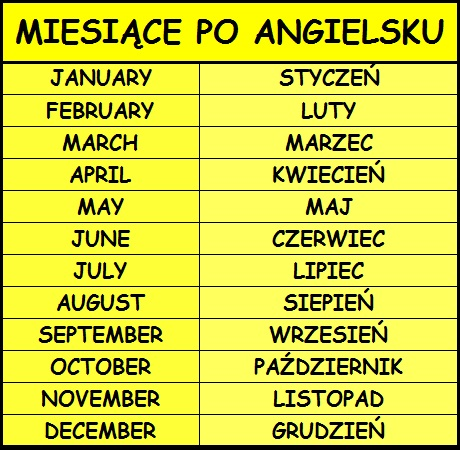 MIESIĄCE PO ANGIELSKU
JANUARY STYCZEŃ
FEBRUARY LUTY
MARCH MARZEC
APRIL KWIECIEŃ
MAY MAJ
JUNE CZERWIEC
JULY LIPIEC
AUGUST SIEPIEŃ
SEPTEMBER WRZESIEŃ
OCTOBER PAŹDZIERNIK
NOVEMBER LISTOPAD
DECEMBER GRUDZIEŃ